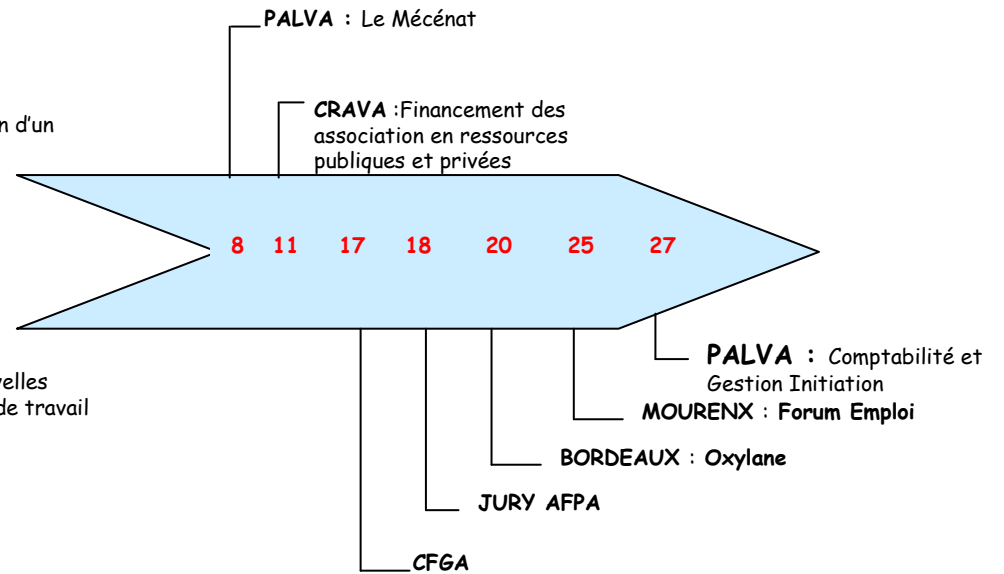 PALVA : Le Mécénat
CRAVA :Financement des
association en ressources
publiques et privées
n d'un
8 11 17 18 20 25 27
velles
de travail
PALVA : Comptabilité et
Gestion Initiation
MOURENX : Forum Emploi
BORDEAUX : Oxylane
JURY AFPA
CFGA